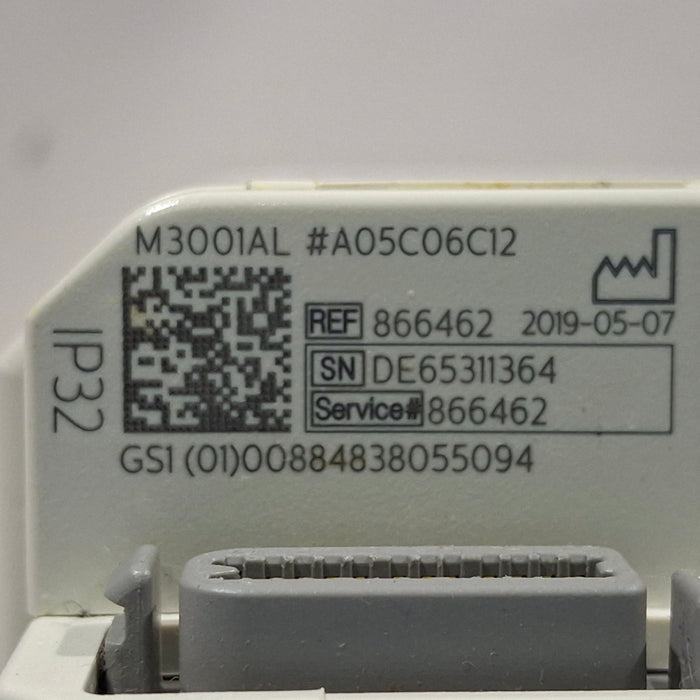 M3001AL #A05C06C12
REF 866462 2019-05-07
SN DE65311364
Service# 866462
GS1 (01)00884838055094
IP32